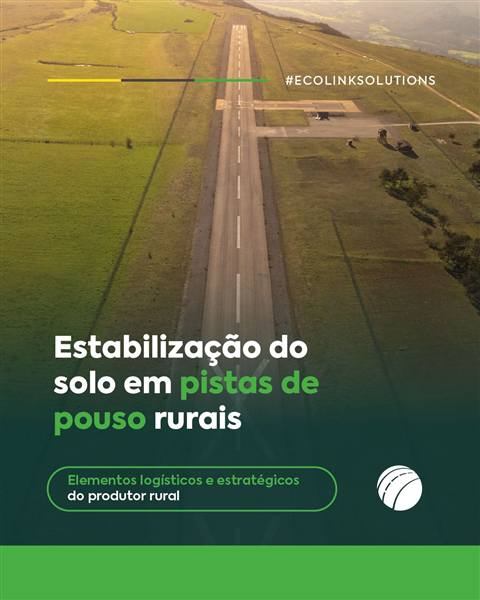 #ECOLINKSOLUTIONS
Estabilização do
solo em pistas de
pouso rurais
Elementos logísticos e estratégicos
do produtor rural